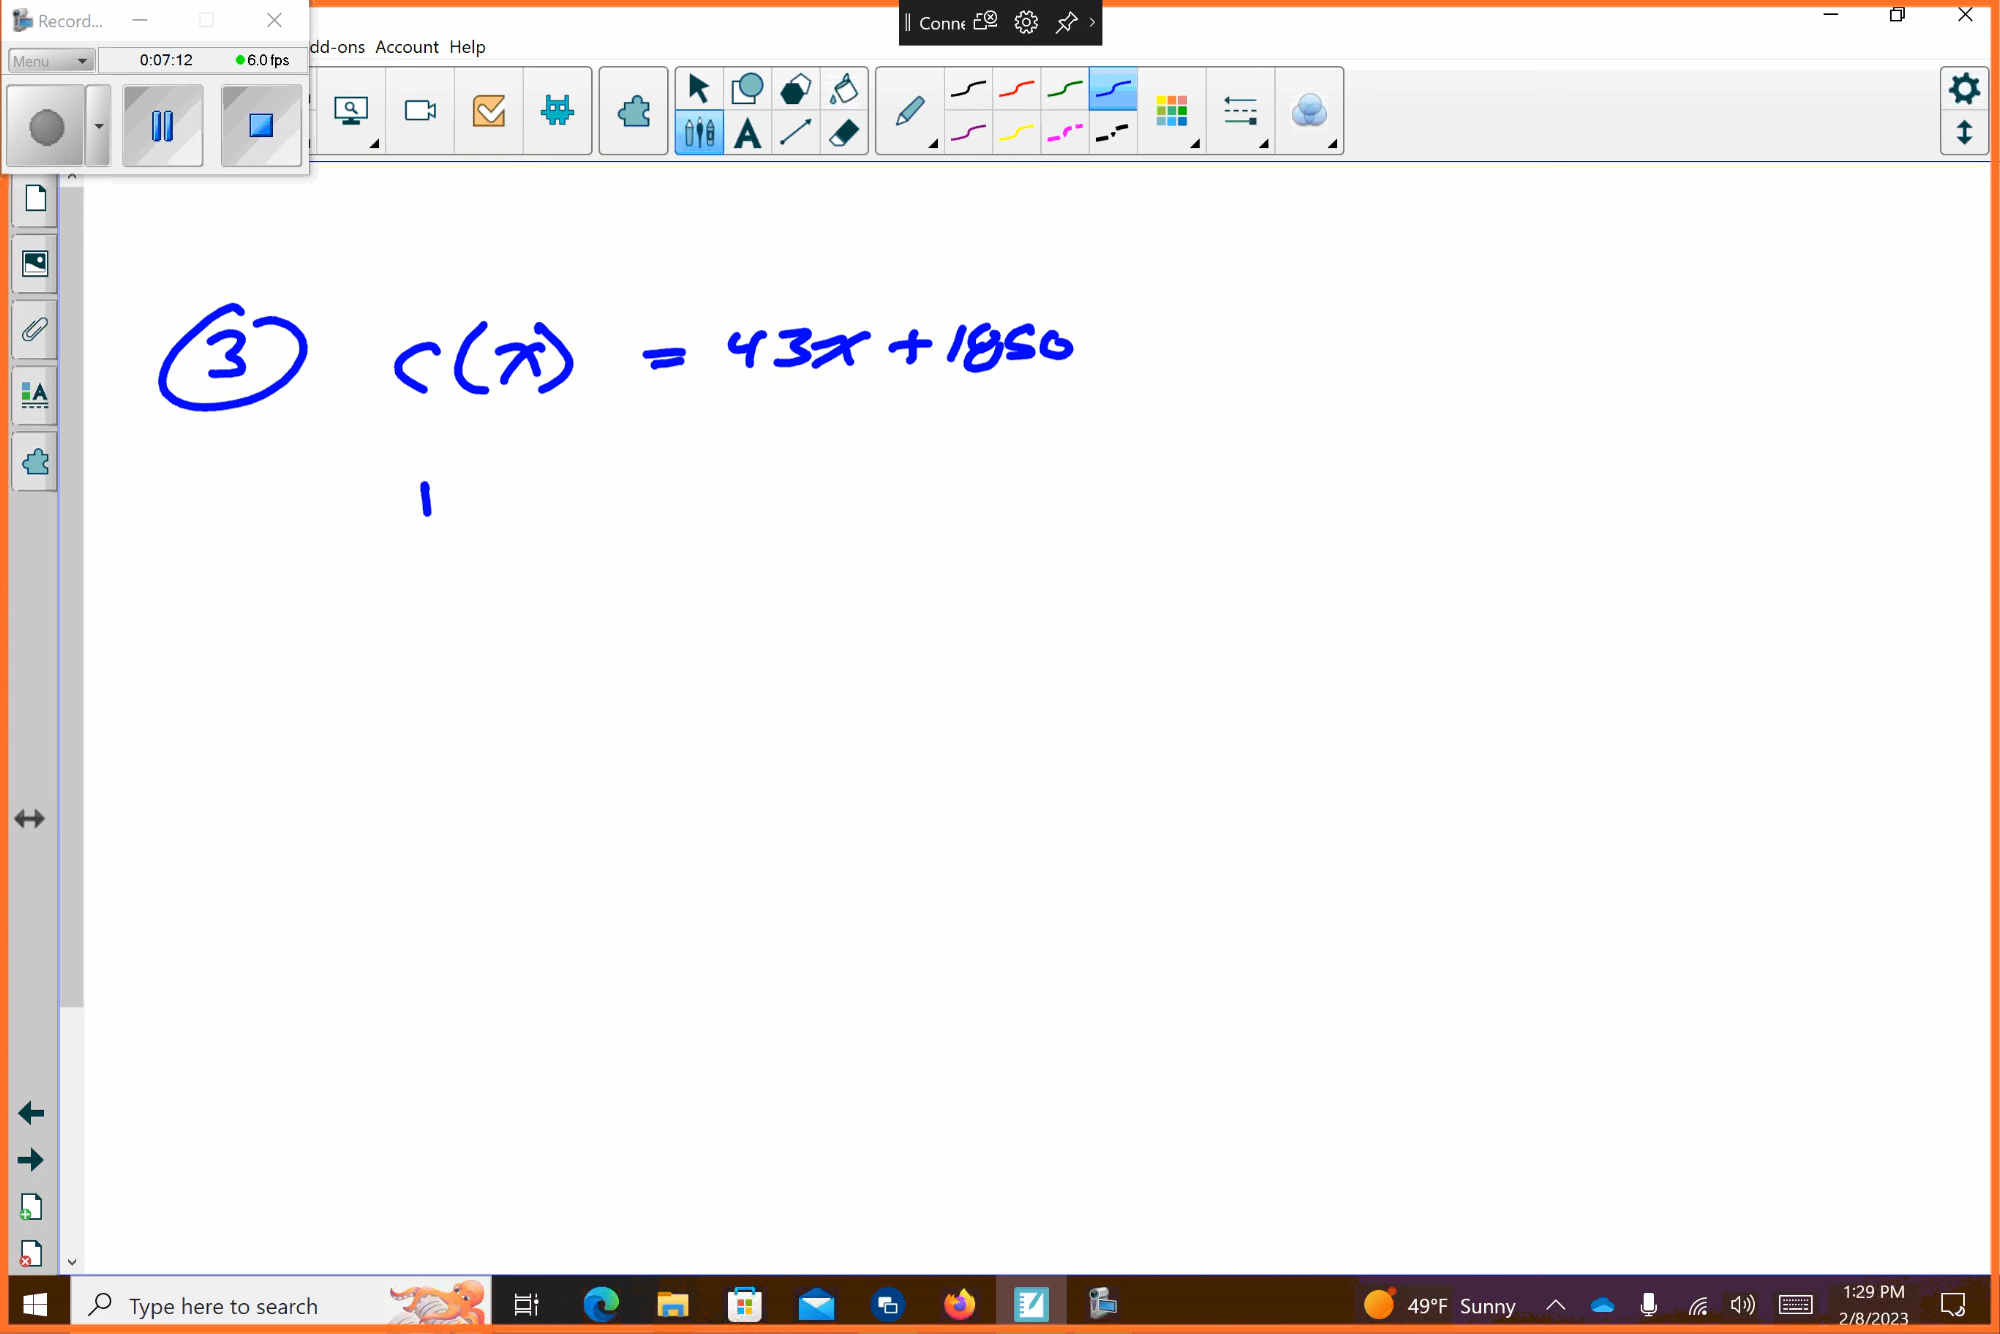 Record...
Conne
Menu 0:07:12 6.0 fps
dd-ons Account Help
3 C(x) = 43x + 1850
Type here to search
49°F Sunny
1:29 PM
2/8/2023